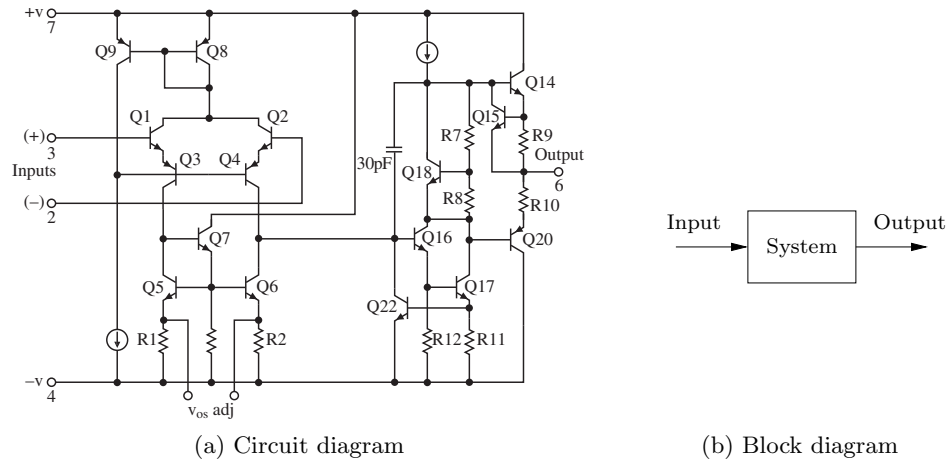 +v
7
Q9
Q8
Q14
Q15
Q1
Q2
R7
R9
(+)
3
Output
6
Q3
Q4
30pF
Inputs
Q18
(−)
2
R8
R10
Q7
Q16
Q20
Q5
Q6
Q17
Q22
R1
R2
R12
R11
−v
4
vos adj
(a) Circuit diagram
Input
Output
System
(b) Block diagram